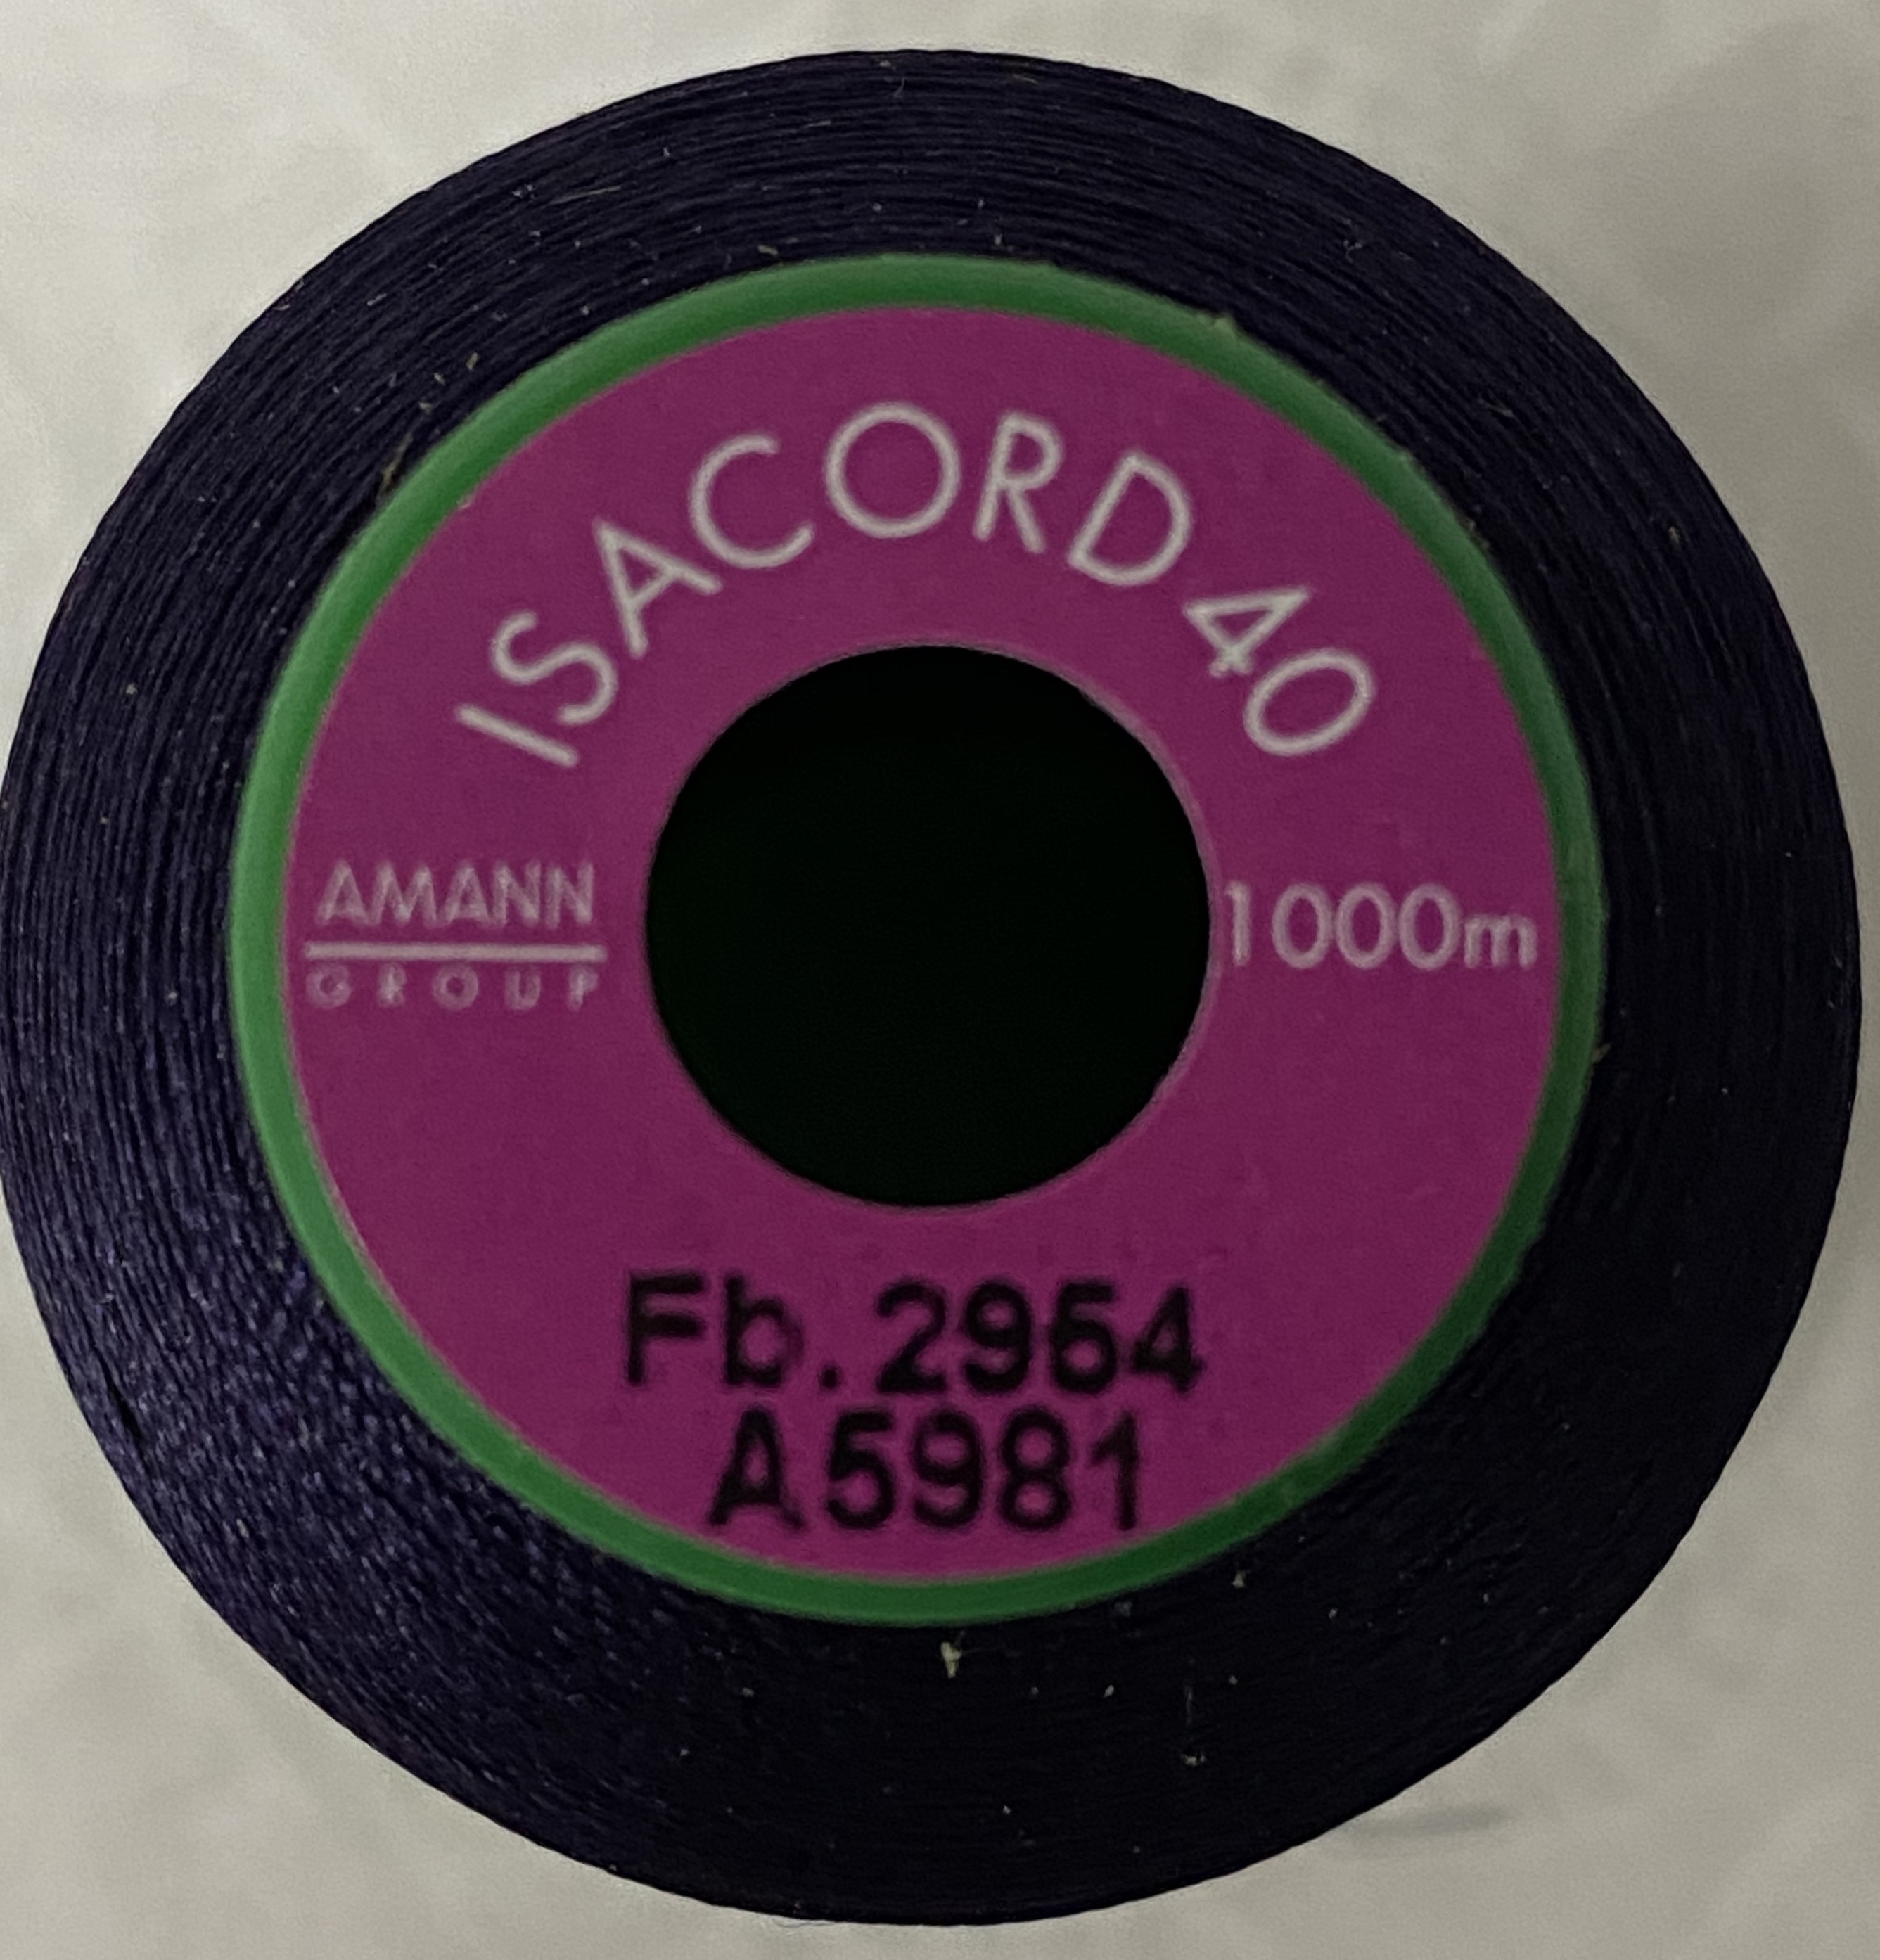 ISACORD 40
AMANN
GROUP
1000m
Fb.2954
A5981